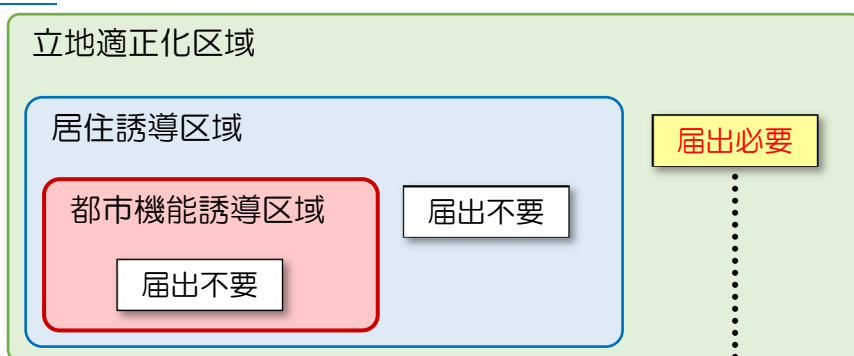 立地適正化区域
居住誘導区域
届出必要
都市機能誘導区域
届出不要
届出不要